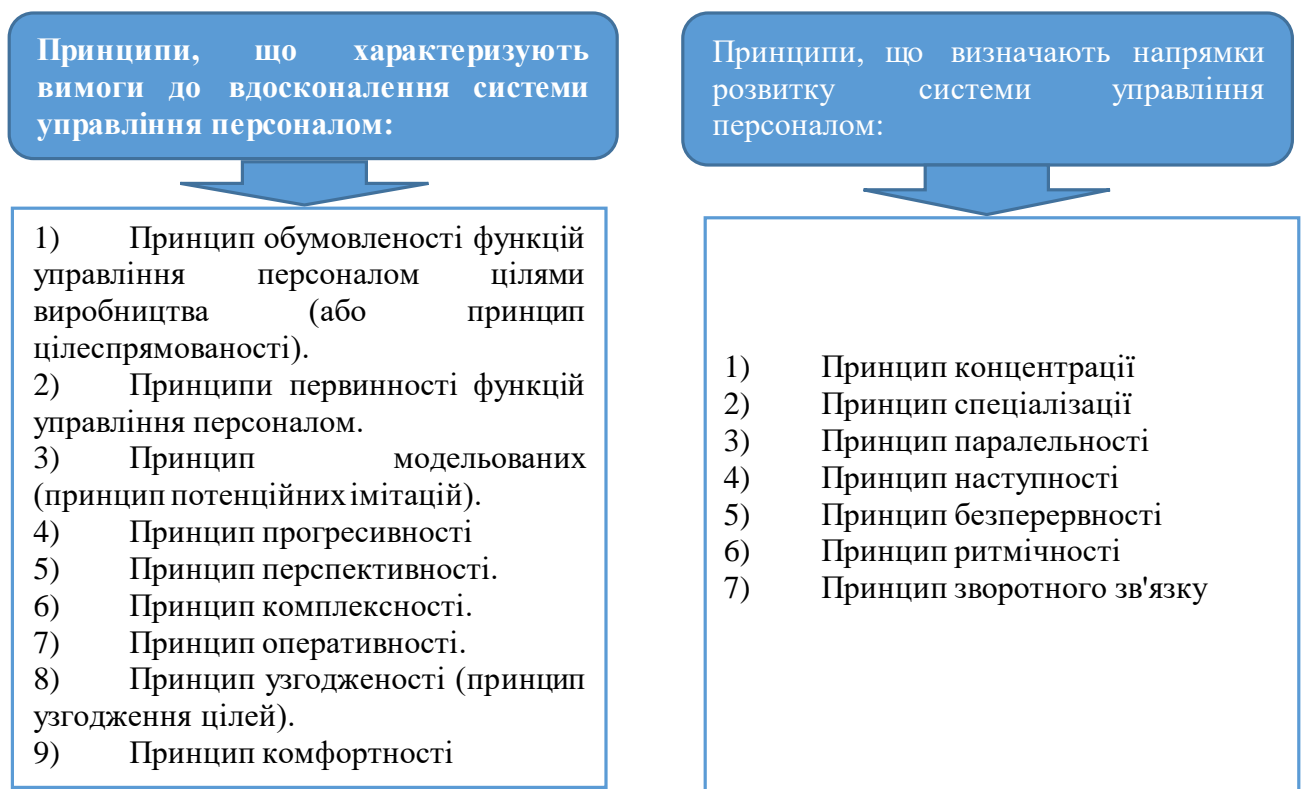 Принципи, що характеризують
вимоги до вдосконалення системи
управління персоналом:
1) Принцип обумовленості функцій
управління персоналом цілями
виробництва (або принцип
цілеспрямованості).
2) Принципи первинності функцій
управління персоналом.
3) Принцип модельованих
(принцип потенційних імітацій).
4) Принцип прогресивності
5) Принцип перспективності.
6) Принцип комплексності.
7) Принцип оперативності.
8) Принцип узгодженості (принцип
узгодження цілей).
9) Принцип комфортності
Принципи, що визначають напрямки
розвитку системи управління
персоналом:
1) Принцип концентрації
2) Принцип спеціалізації
3) Принцип паралельності
4) Принцип наступності
5) Принцип безперервності
6) Принцип ритмічності
7) Принцип зворотного зв'язку